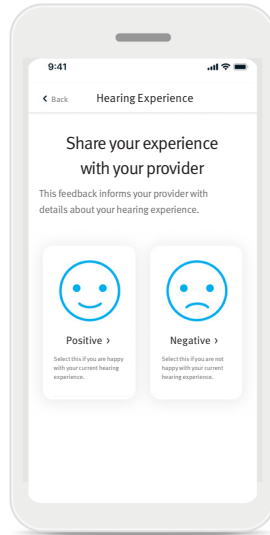 9:41
Back
Hearing Experience
Share your experience
with your provider
This feedback informs your provider with
details about your hearing experience.
Positive ›
Select this if you are happy
with your current hearing
experience.
Negative ›
Select this if you are not
happy with your current
hearing experience.